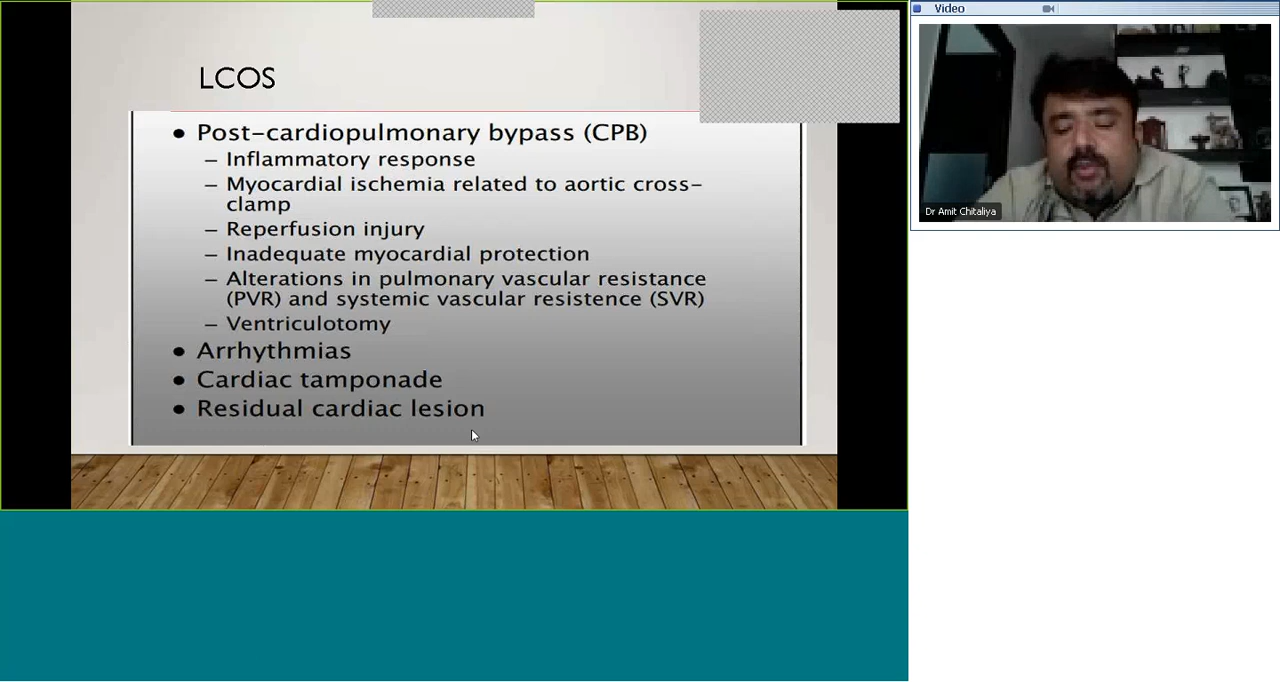 LCOS
• Post-cardiopulmonary bypass (CPB)
– Inflammatory response
– Myocardial ischemia related to aortic cross-
clamp
– Reperfusion injury
– Inadequate myocardial protection
– Alterations in pulmonary vascular resistance
(PVR) and systemic vascular resistence (SVR)
– Ventriculotomy
• Arrhythmias
• Cardiac tamponade
• Residual cardiac lesion
Video
Dr Amit Chitaliya